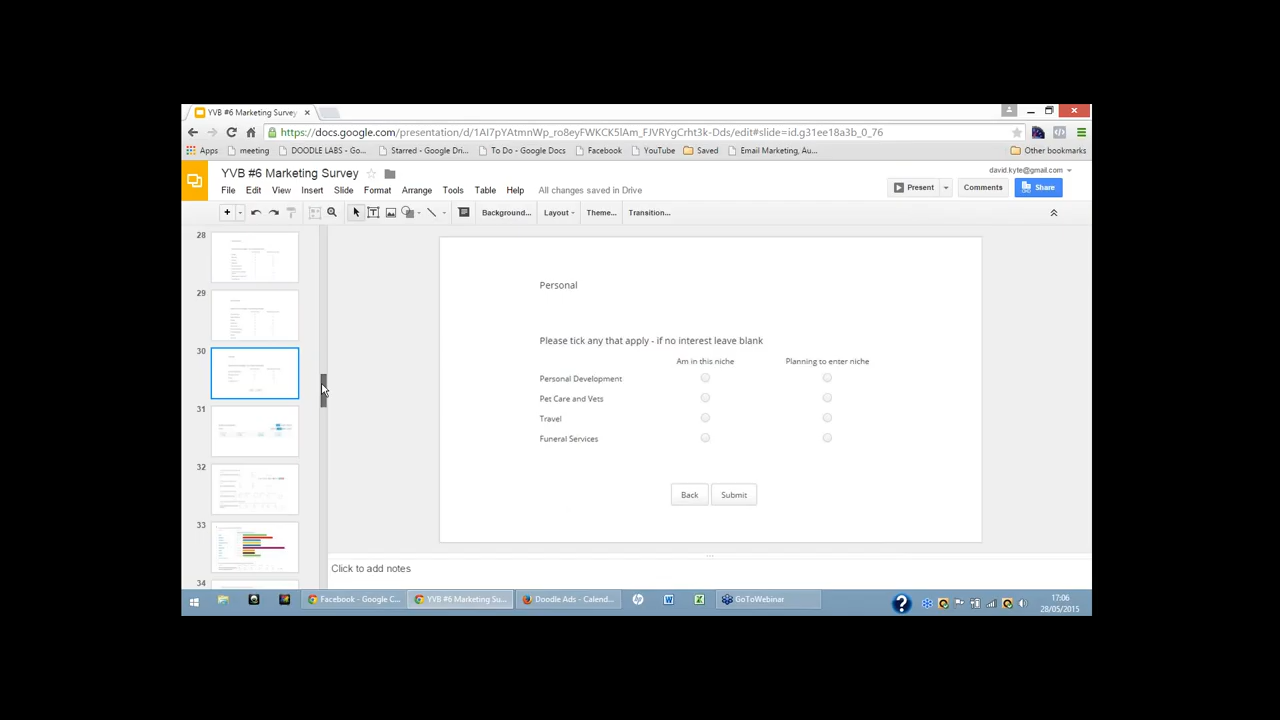 YVB #6 Marketing Survey
https://docs.google.com/presentation/d/1AI7pYAtmnWp_ro8eyFWKCK5lAm_FJVRYgCrht3k-Dds/edit#slide=id.g31ee18a3b_0_76
Apps meeting DOODLE LABS - Go... Starred - Google Dri... To Do - Google Docs Facebook YouTube Saved Email Marketing, Au... Other bookmarks
YVB #6 Marketing Survey
david.kyte@gmail.com
File Edit View Insert Slide Format Arrange Tools Table Help All changes saved in Drive
Present Comments Share
Background... Layout Theme... Transition...
28
29
30
31
32
33
34
Personal
Please tick any that apply - if no interest leave blank
Am in this niche Planning to enter niche
Personal Development
Pet Care and Vets
Travel
Funeral Services
Back Submit
Click to add notes
Facebook - Google C... YVB #6 Marketing Su... Doodle Ads - Calend... GoToWebinar
17:06
28/05/2015